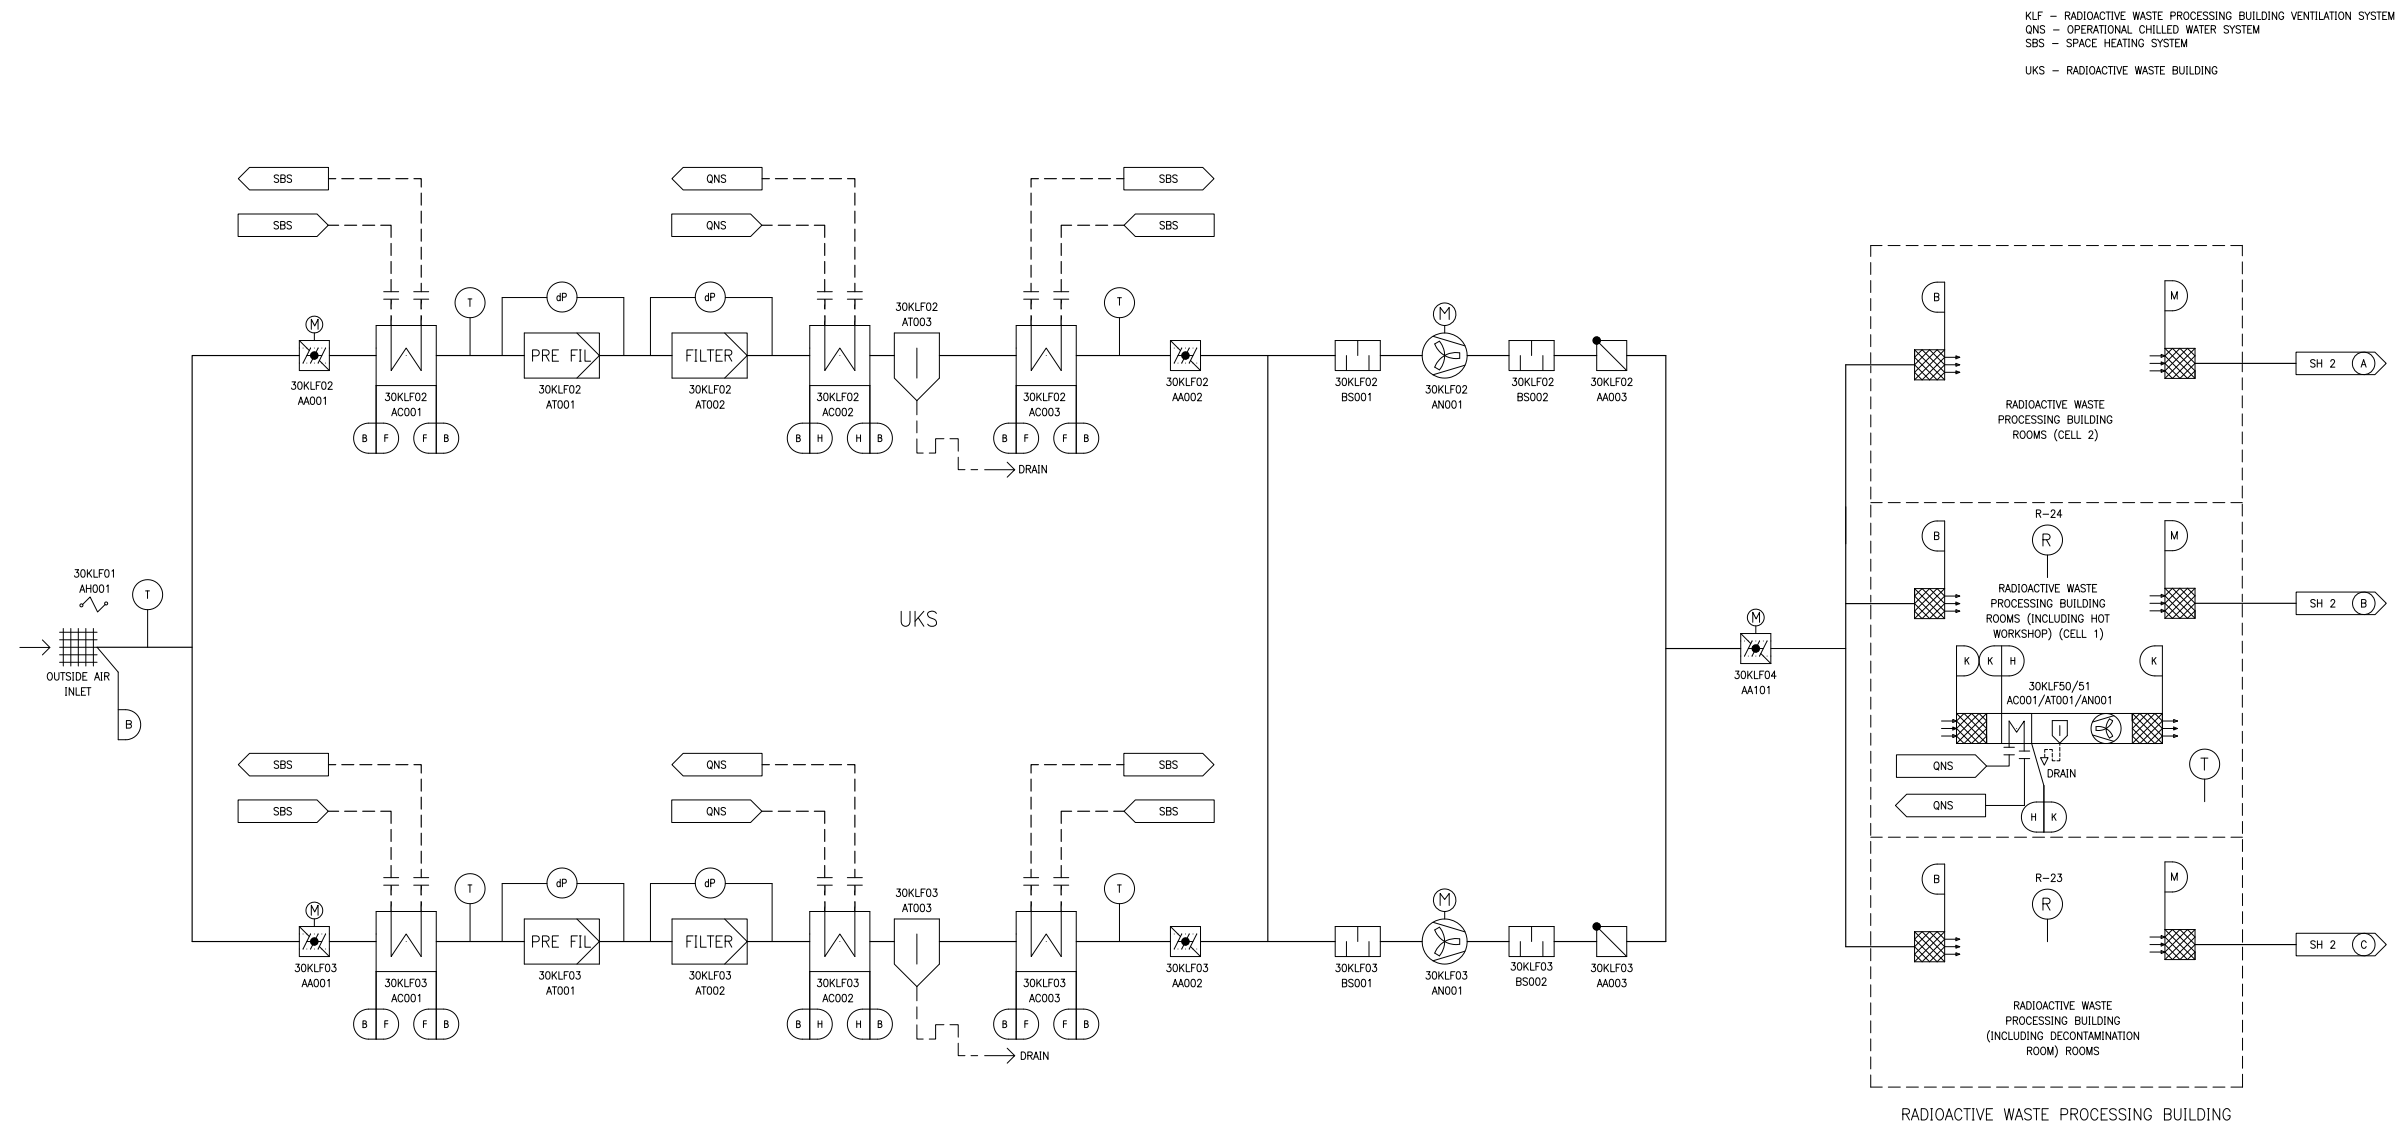 KLF – RADIOACTIVE WASTE PROCESSING BUILDING VENTILATION SYSTEM
QNS – OPERATIONAL CHILLED WATER SYSTEM
SBS – SPACE HEATING SYSTEM
UKS – RADIOACTIVE WASTE BUILDING
SBS
QNS
SBS
SBS
QNS
SBS
T
dP
dP
T
M
M
30KLF02
AT003
PRE FIL
FILTER
30KLF02
AA001
30KLF02
AC001
30KLF02
AT001
30KLF02
AT002
30KLF02
AC002
30KLF02
AC003
30KLF02
AA002
30KLF02
BS001
30KLF02
AN001
30KLF02
BS002
30KLF02
AA003
B F
F B
B H
H B
B F
F B
DRAIN
30KLF01
AH001
T
OUTSIDE AIR
INLET
B
UKS
M
30KLF04
AA101
SBS
QNS
SBS
SBS
QNS
SBS
T
dP
dP
T
M
M
30KLF03
AT003
PRE FIL
FILTER
30KLF03
AA001
30KLF03
AC001
30KLF03
AT001
30KLF03
AT002
30KLF03
AC002
30KLF03
AC003
30KLF03
AA002
30KLF03
BS001
30KLF03
AN001
30KLF03
BS002
30KLF03
AA003
B F
F B
B H
H B
B F
F B
DRAIN
B
M
SH 2 A
RADIOACTIVE WASTE
PROCESSING BUILDING
ROOMS (CELL 2)
R–24
B
R
M
RADIOACTIVE WASTE
PROCESSING BUILDING
ROOMS (INCLUDING HOT
WORKSHOP) (CELL 1)
SH 2 B
K
K H
K
30KLF50/51
AC001/AT001/AN001
QNS
DRAIN
T
QNS
H K
R–23
B
R
M
SH 2 C
RADIOACTIVE WASTE
PROCESSING BUILDING
(INCLUDING DECONTAMINATION
ROOM) ROOMS
RADIOACTIVE WASTE PROCESSING BUILDING